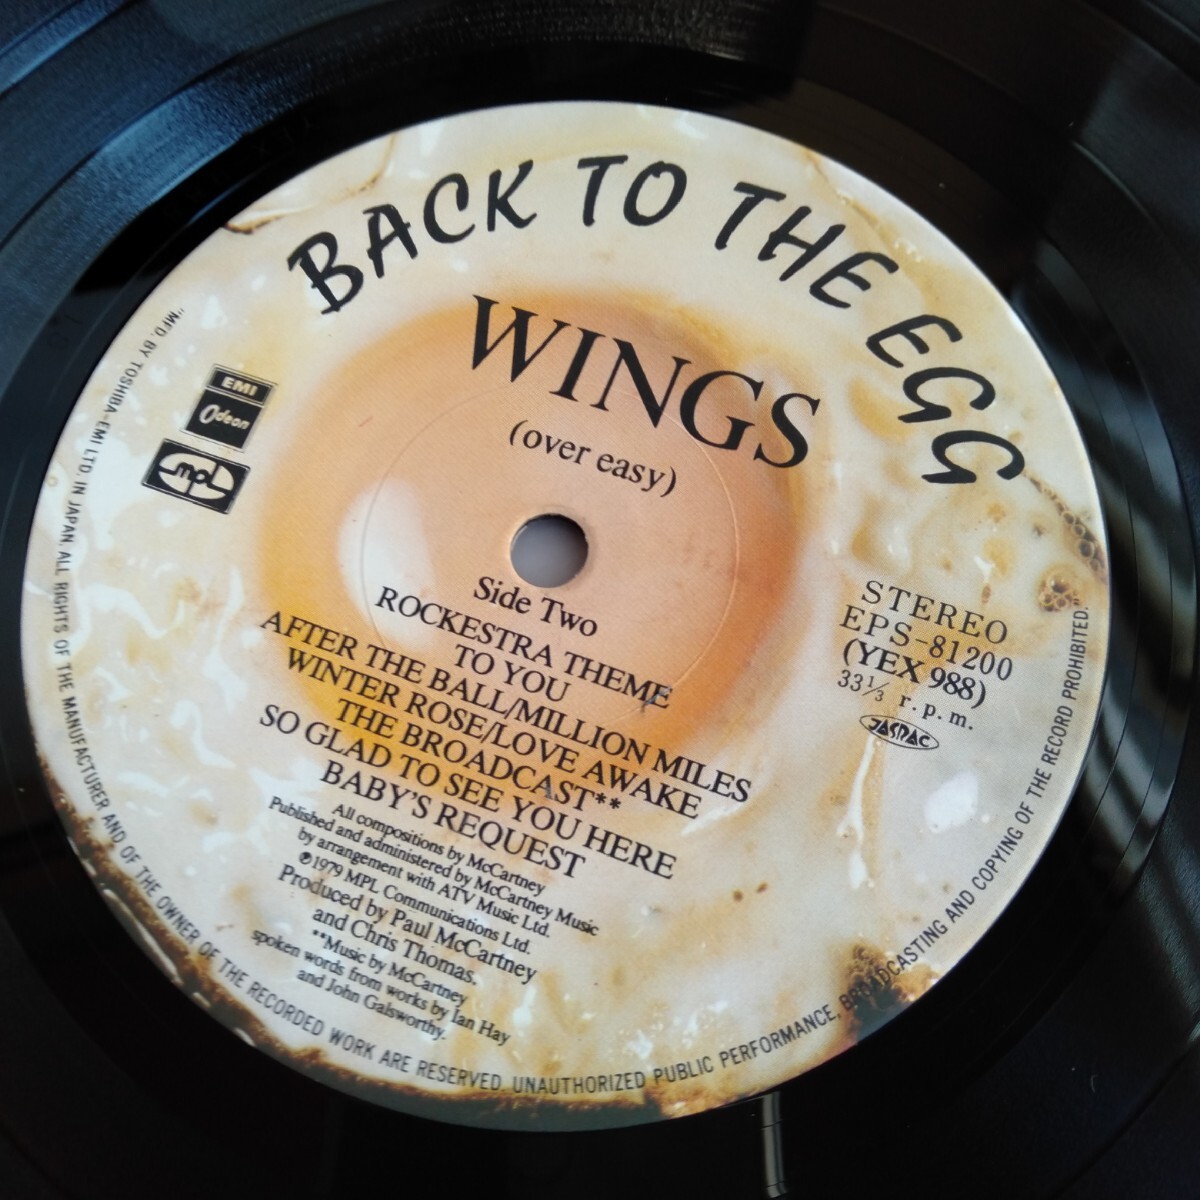 BACK TO THE EGG
WINGS
(over easy)
EMI
Odeon
mpl
Side Two
ROCKESTRA THEME
TO YOU
AFTER THE BALL/MILLION MILES
WINTER ROSE/LOVE AWAKE
THE BROADCAST**
SO GLAD TO SEE YOU HERE
BABY'S REQUEST
All compositions by McCartney
Published and administered by McCartney Music
by arrangement with ATV Music Ltd.
℗1979 MPL Communications Ltd.
Produced by Paul McCartney
and Chris Thomas.
**Music by McCartney
spoken words from works by Ian Hay
and John Galsworthy.
STEREO
EPS-81200
(YEX 988)
33⅓ r.p.m.
JASRAC
"MFD. BY TOSHIBA-EMI LTD. IN JAPAN. ALL RIGHTS OF THE MANUFACTURER AND OF THE OWNER OF THE RECORDED WORK ARE RESERVED. UNAUTHORIZED PUBLIC PERFORMANCE, BROADCASTING AND COPYING OF THE RECORD PROHIBITED."